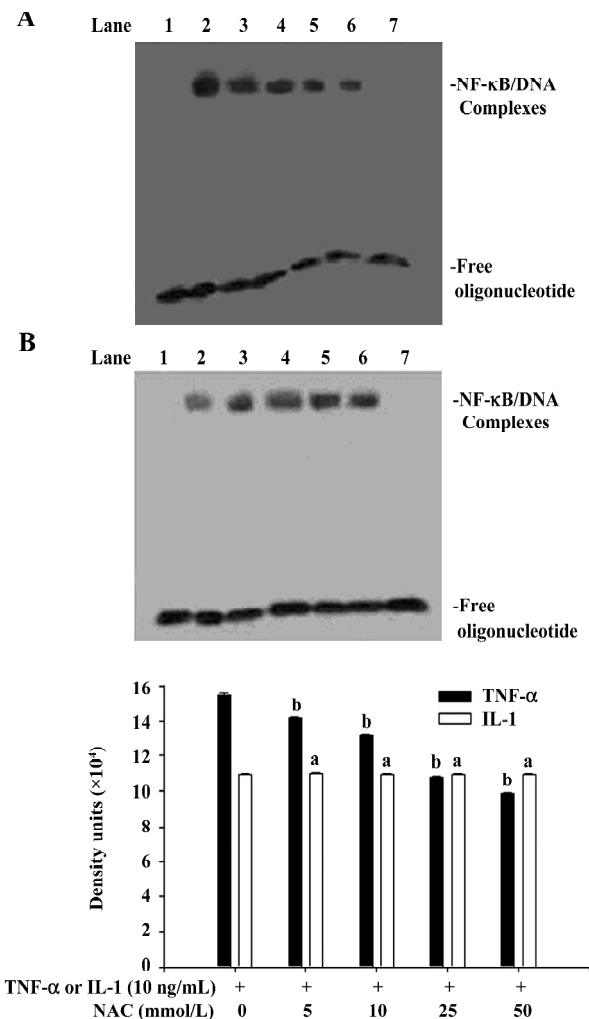 A
Lane 1 2 3 4 5 6 7
-NF-κB/DNA
Complexes
-Free
oligonucleotide
B
Lane 1 2 3 4 5 6 7
-NF-κB/DNA
Complexes
-Free
oligonucleotide
16
14
12
10
8
6
4
2
0
Density units (×10⁴)
TNF-α
IL-1
b
b
b
b
a
a
a
a
TNF-α or IL-1 (10 ng/mL) + + + + +
NAC (mmol/L) 0 5 10 25 50